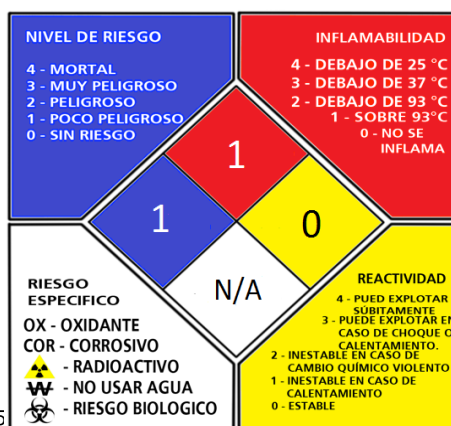 NIVEL DE RIESGO
4 - MORTAL
3 - MUY PELIGROSO
2 - PELIGROSO
1 - POCO PELIGROSO
0 - SIN RIESGO
INFLAMABILIDAD
4 - DEBAJO DE 25 °C
3 - DEBAJO DE 37 °C
2 - DEBAJO DE 93 °C
1 - SOBRE 93°C
0 - NO SE
INFLAMA
1
1
0
N/A
RIESGO
ESPECIFICO
OX - OXIDANTE
COR - CORROSIVO
- RADIOACTIVO
W - NO USAR AGUA
- RIESGO BIOLOGICO
REACTIVIDAD
4 - PUED EXPLOTAR
SÚBITAMENTE
3 - PUEDE EXPLOTAR EN
CASO DE CHOQUE O
CALENTAMIENTO.
2 - INESTABLE EN CASO DE
CAMBIO QUÍMICO VIOLENTO
1 - INESTABLE EN CASO DE
CALENTAMIENTO
0 - ESTABLE